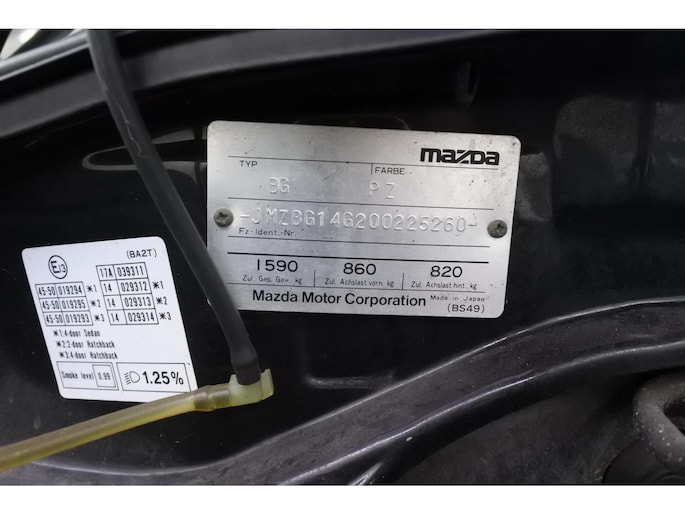 mazda
TYP FARBE
BG PZ
-JMZBG14G200225260-
Fz-Ident.-Nr.
1590 860 820
Zul. Ges. Gew. kg Zul. Achslast vorn. kg Zul. Achslast hint. kg
Mazda Motor Corporation Made in Japan
(BS49)
E13 (BA2T)
17A 039311
45-50 019294 *1 14 029312 *1
45-50 019295 *2 14 029313 *2
45-50 019293 *3 14 029314 *3
*1:4-door Sedan
*2:2-door Hatchback
*3:4-door Hatchback
Smoke level 0.99 1.25%